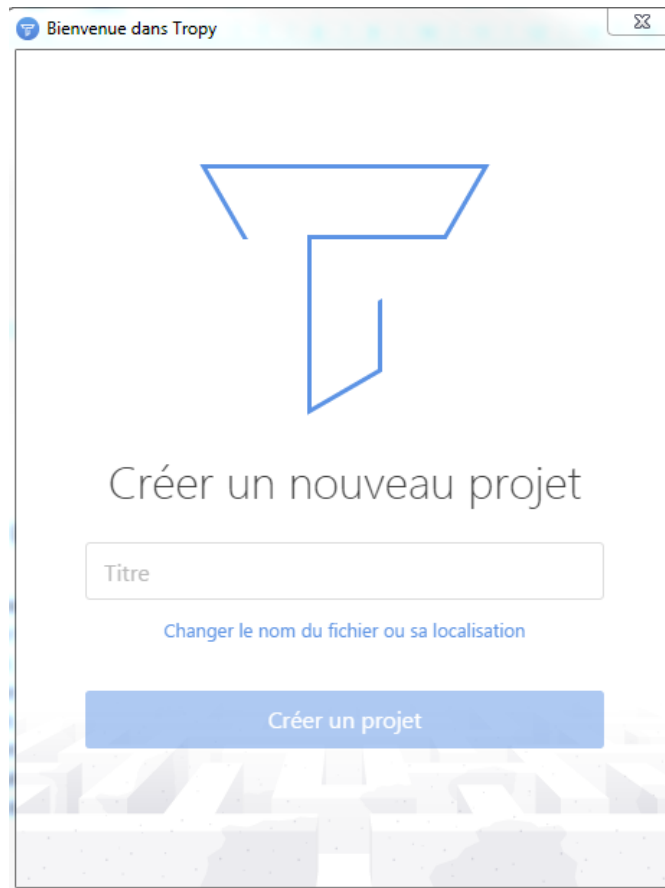 Bienvenue dans Tropy
Créer un nouveau projet
Titre
Changer le nom du fichier ou sa localisation
Créer un projet